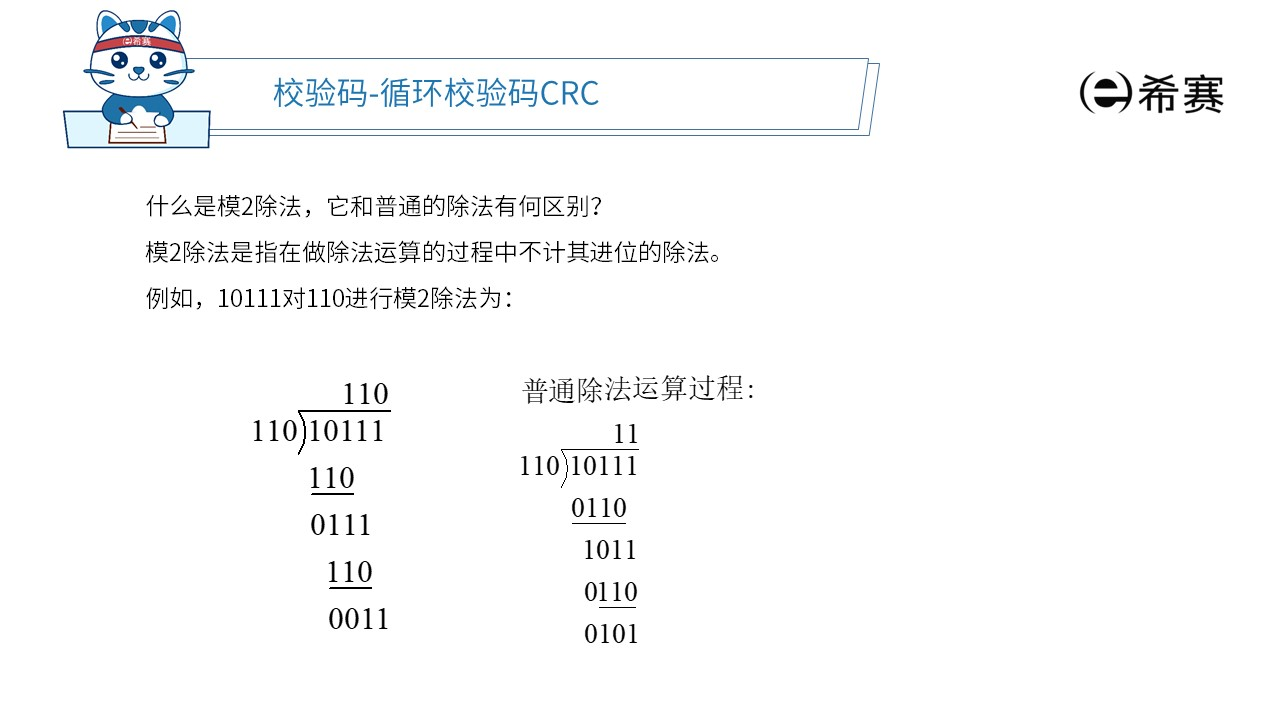 希赛
校验码-循环校验码CRC
希赛
什么是模2除法，它和普通的除法有何区别？
模2除法是指在做除法运算的过程中不计其进位的除法。
例如，10111对110进行模2除法为：
110
110)10111
110
0111
110
0011
普通除法运算过程：
11
110)10111
0110
1011
0110
0101